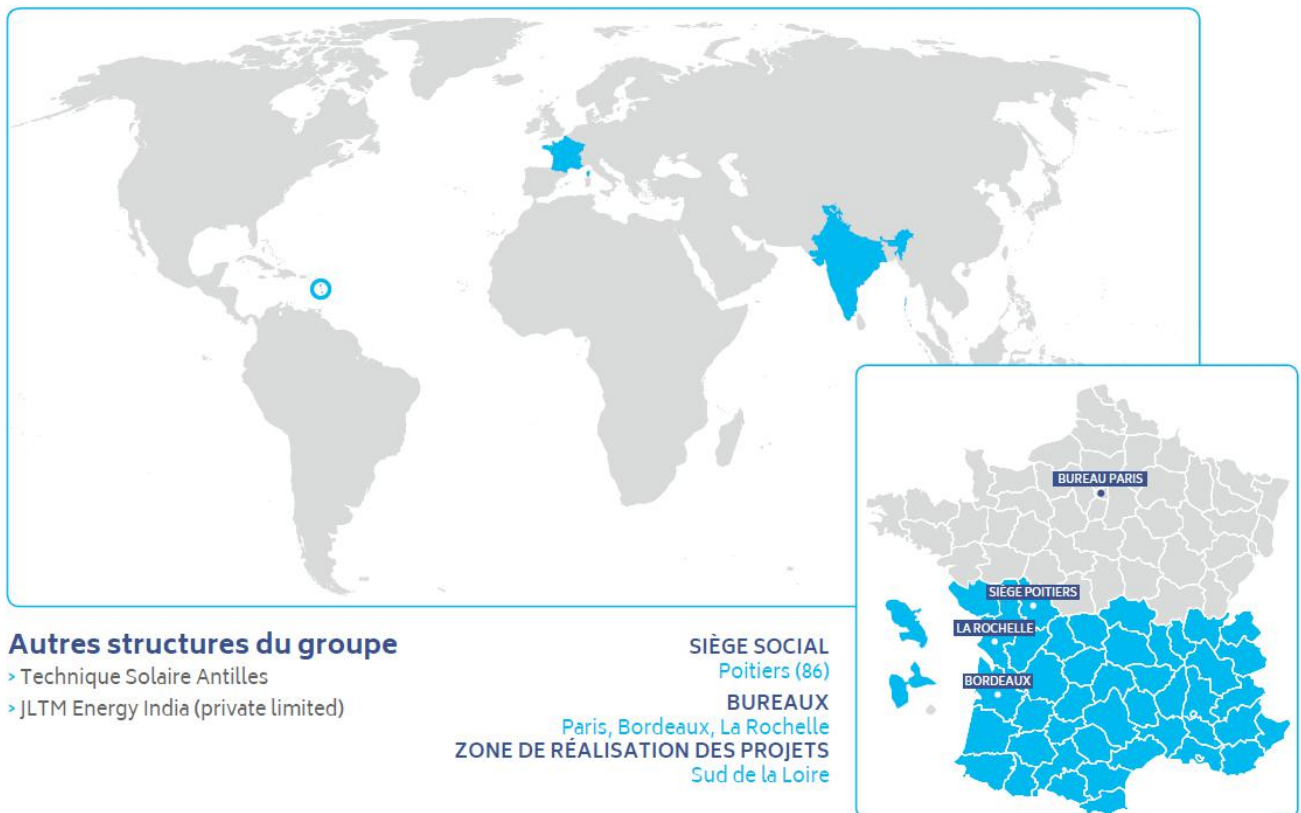 BUREAU PARIS
SIÈGE POITIERS
LA ROCHELLE
BORDEAUX
Autres structures du groupe
> Technique Solaire Antilles
> JLTM Energy India (private limited)
SIÈGE SOCIAL
Poitiers (86)
BUREAUX
Paris, Bordeaux, La Rochelle
ZONE DE RÉALISATION DES PROJETS
Sud de la Loire